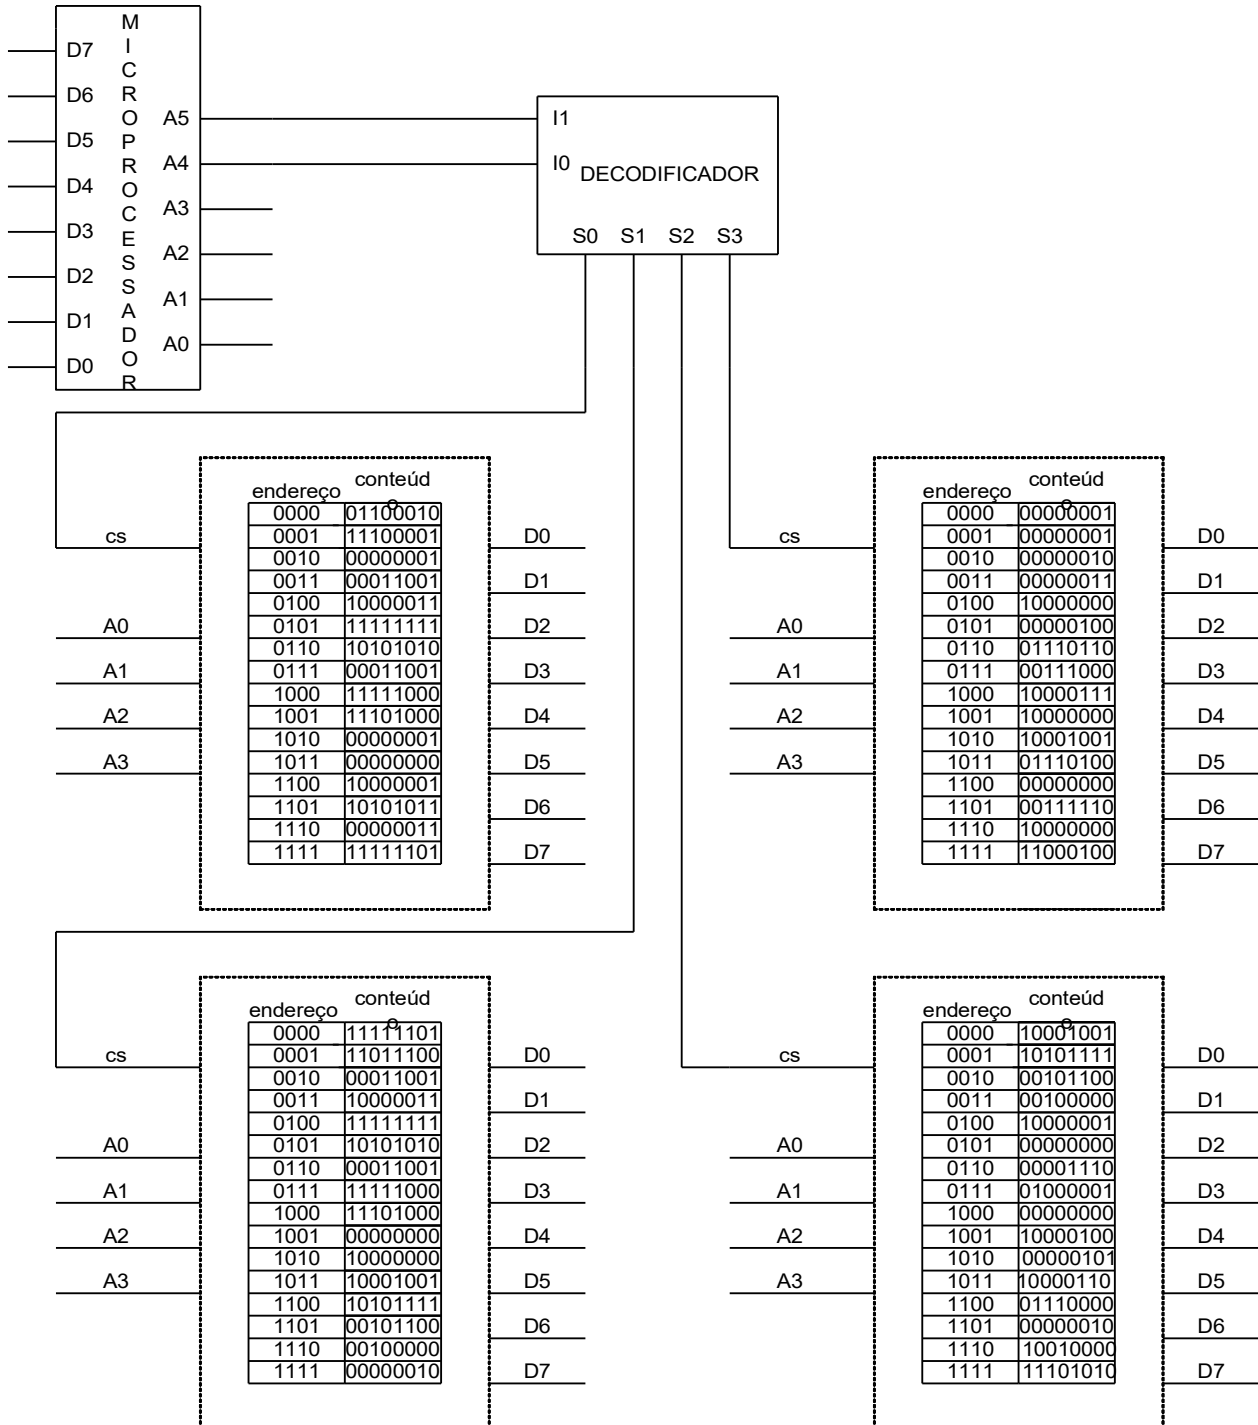 MICROPROCESSADOR
D7
D6
D5
D4
D3
D2
D1
D0
A5
A4
A3
A2
A1
A0
I1
I0
DECODIFICADOR
S0 S1 S2 S3
cs
A0
A1
A2
A3
endereço conteúdo
0000 01100010
0001 11100001
0010 00000001
0011 00011001
0100 10000011
0101 11111111
0110 10101010
0111 00011001
1000 11111000
1001 11101000
1010 00000001
1011 00000000
1100 10000001
1101 10101011
1110 00000011
1111 11111101
D0
D1
D2
D3
D4
D5
D6
D7
cs
A0
A1
A2
A3
endereço conteúdo
0000 00000001
0001 00000001
0010 00000010
0011 00000011
0100 10000000
0101 00000100
0110 01110110
0111 00111000
1000 10000111
1001 10000000
1010 10001001
1011 01110100
1100 00000000
1101 00111110
1110 10000000
1111 11000100
D0
D1
D2
D3
D4
D5
D6
D7
cs
A0
A1
A2
A3
endereço conteúdo
0000 11111101
0001 11011100
0010 00011001
0011 10000011
0100 11111111
0101 10101010
0110 00011001
0111 11111000
1000 11101000
1001 00000000
1010 10000000
1011 10001001
1100 10101111
1101 00101100
1110 00100000
1111 00000010
D0
D1
D2
D3
D4
D5
D6
D7
cs
A0
A1
A2
A3
endereço conteúdo
0000 10001001
0001 10101111
0010 00101100
0011 00100000
0100 10000001
0101 00000000
0110 00001110
0111 01000001
1000 00000000
1001 10000100
1010 00000101
1011 10000110
1100 01110000
1101 00000010
1110 10010000
1111 11101010
D0
D1
D2
D3
D4
D5
D6
D7